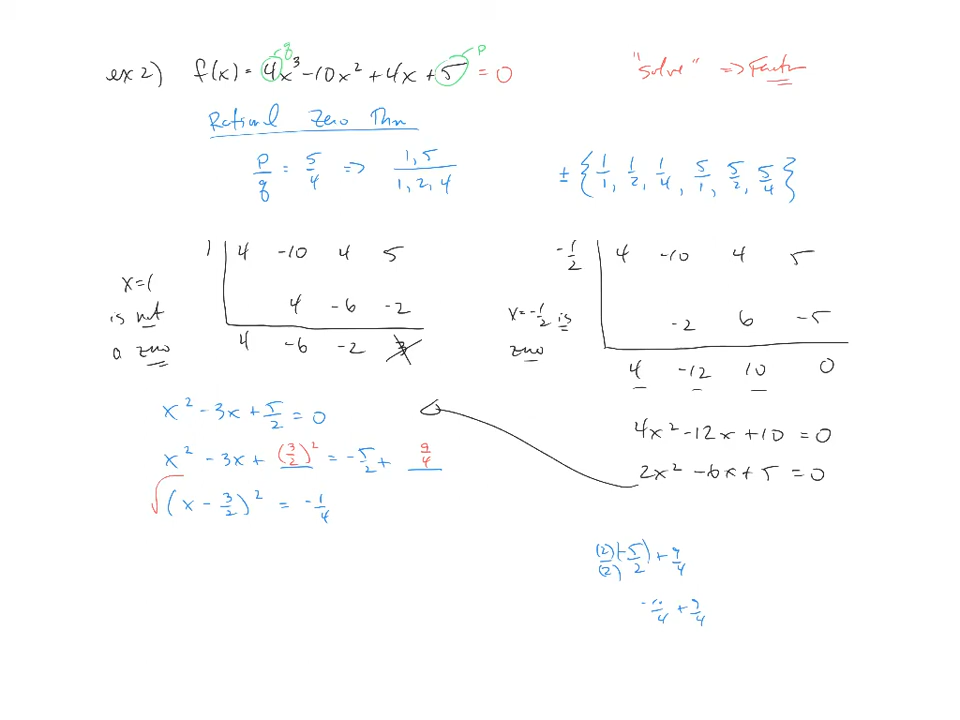 ex 2) f(x) = 4x³ - 10x² + 4x + 5 = 0
q
p
"solve" => Factor
Rational Zero Thm
p/q = 5/4 => 1, 5 / 1, 2, 4
± { 1/1, 1/2, 1/4, 5/1, 5/2, 5/4 }
1 | 4 -10 4 5
4 -6 -2
4 -6 -2 3
x=1
is not
a zero
-1/2 | 4 -10 4 5
-2 6 -5
4 -12 10 0
x = -1/2 is
zero
4x² - 12x + 10 = 0
2x² - 6x + 5 = 0
x² - 3x + 5/2 = 0
x² - 3x + (3/2)² = -5/2 + 9/4
√(x - 3/2)² = -1/4
(2)/(2) (-5/2) + 9/4
-10/4 + 9/4